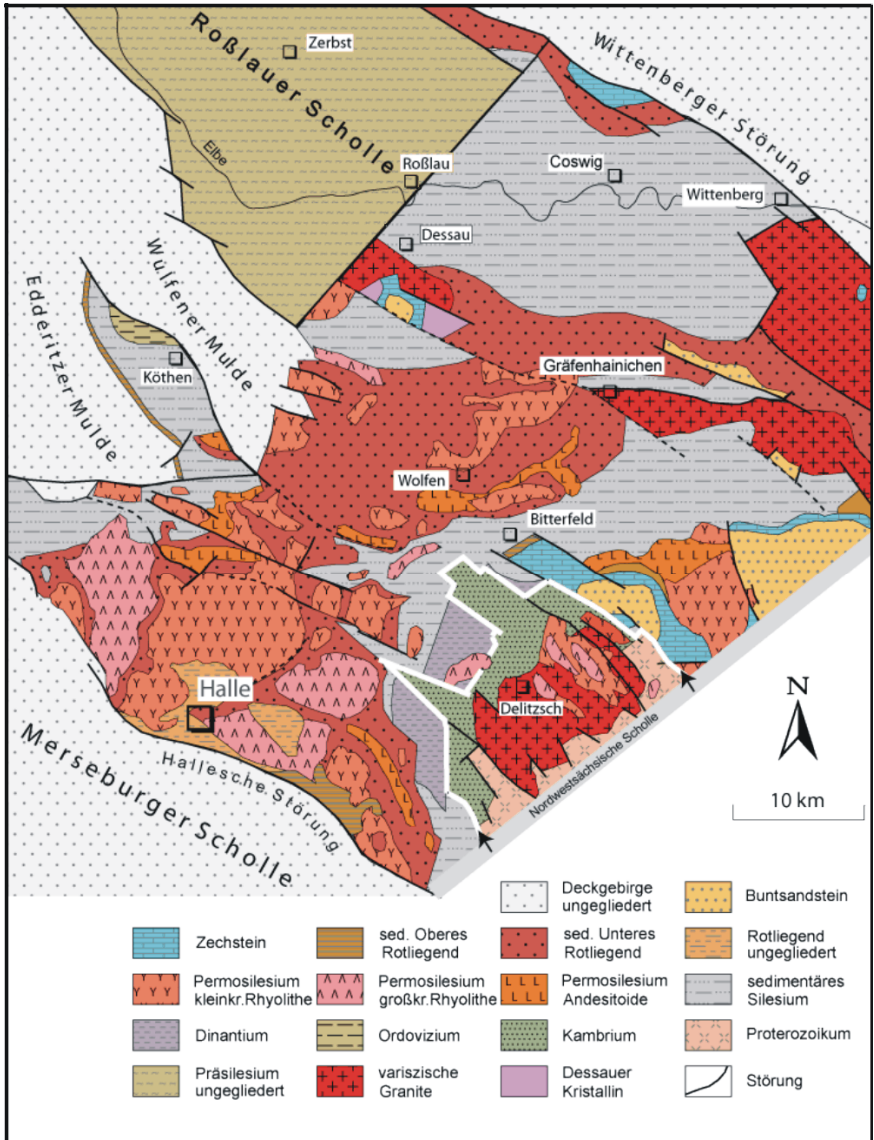 Zerbst
Roßlauer Scholle
Wittenberger Störung
Elbe
Roßlau
Coswig
Wittenberg
Dessau
Wulfener Mulde
Edderitzer Mulde
Köthen
Gräfenhainichen
Wolfen
Bitterfeld
Halle
Delitzsch
Hallesche Störung
Merseburger Scholle
Nordwestsächsische Scholle
N
10 km
Deckgebirge
ungegliedert
Buntsandstein
Zechstein
sed. Oberes
Rotliegend
sed. Unteres
Rotliegend
Rotliegend
ungegliedert
Permosilesium
kleinkr.Rhyolithe
Permosilesium
großkr.Rhyolithe
Permosilesium
Andesitoide
sedimentäres
Silesium
Dinantium
Ordovizium
Kambrium
Proterozoikum
Präsilesium
ungegliedert
variszische
Granite
Dessauer
Kristallin
Störung